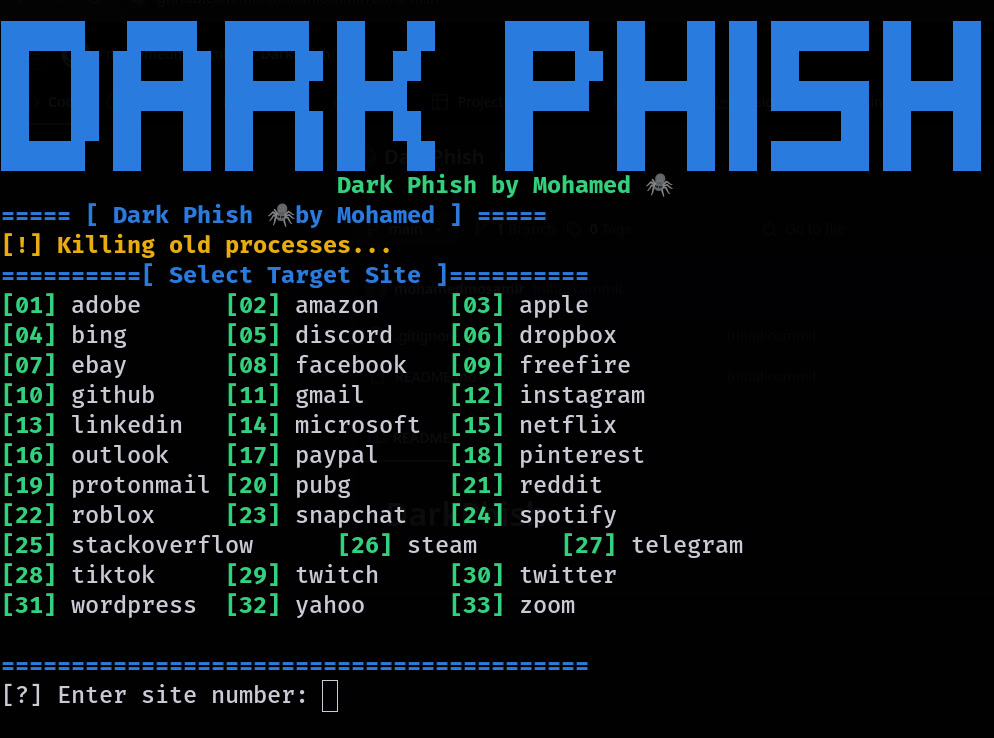 DARK PHISH
Dark Phish by Mohamed 🕷
===== [ Dark Phish 🕷by Mohamed ] =====
[!] Killing old processes...
==========[ Select Target Site ]==========
[01] adobe [02] amazon [03] apple
[04] bing [05] discord [06] dropbox
[07] ebay [08] facebook [09] freefire
[10] github [11] gmail [12] instagram
[13] linkedin [14] microsoft [15] netflix
[16] outlook [17] paypal [18] pinterest
[19] protonmail [20] pubg [21] reddit
[22] roblox [23] snapchat [24] spotify
[25] stackoverflow [26] steam [27] telegram
[28] tiktok [29] twitch [30] twitter
[31] wordpress [32] yahoo [33] zoom
==========================================
[?] Enter site number: